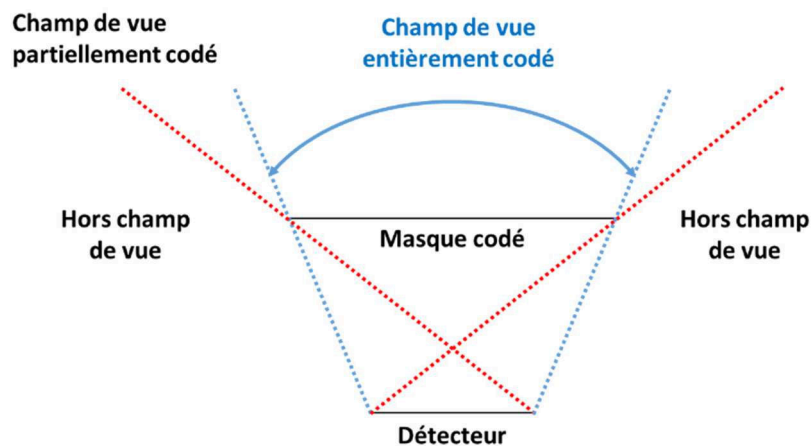 Champ de vue
partiellement codé
Champ de vue
entièrement codé
Hors champ
de vue
Masque codé
Hors champ
de vue
Détecteur